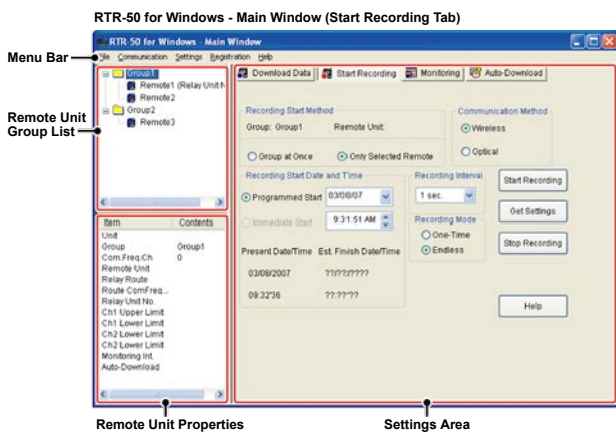 RTR-50 for Windows - Main Window (Start Recording Tab)
RTR-50 for Windows - Main Window
Menu Bar
File Communication Settings Registration Help
Remote Unit
Group List
Group1
Remote1 (Relay Unit N
Remote2
Group2
Remote3
Download Data Start Recording Monitoring Auto-Download
Recording Start Method
Group: Group1 Remote Unit:
Group at Once Only Selected Remote
Communication Method
Wireless
Optical
Recording Start Date and Time
Programmed Start 03/08/07
Immediate Start 9:31:51 AM
Present Date/Time Est. Finish Date/Time
03/08/2007 ??/??/????
09:32'36 ??:??'??
Recording Interval
1 sec.
Recording Mode
One-Time
Endless
Start Recording
Get Settings
Stop Recording
Help
Item Contents
Unit
Group Group1
Com.Freq.Ch 0
Remote Unit
Relay Route
Route ComFreq...
Relay Unit No.
Ch1 Upper Limit
Ch1 Lower Limit
Ch2 Lower Limit
Ch2 Lower Limit
Monitoring Int.
Auto-Download
Remote Unit Properties
Settings Area